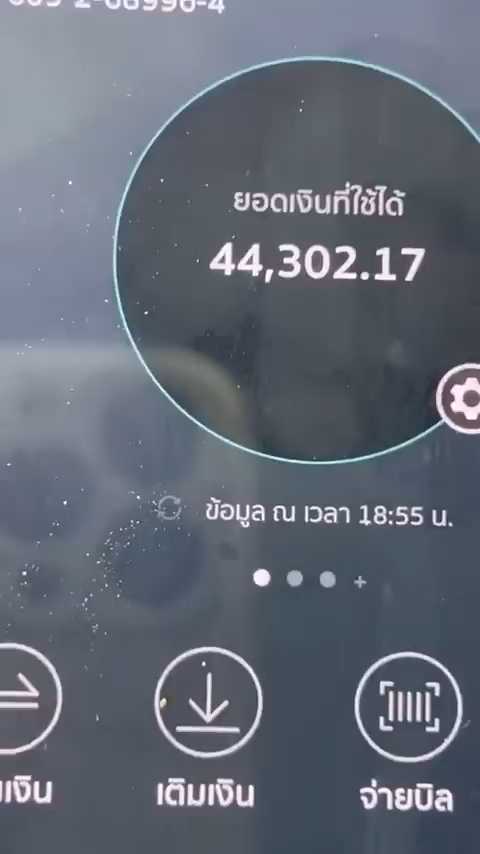 ยอดเงินที่ใช้ได้
44,302.17
ข้อมูล ณ เวลา 18:55 น.
เติมเงิน
จ่ายบิล